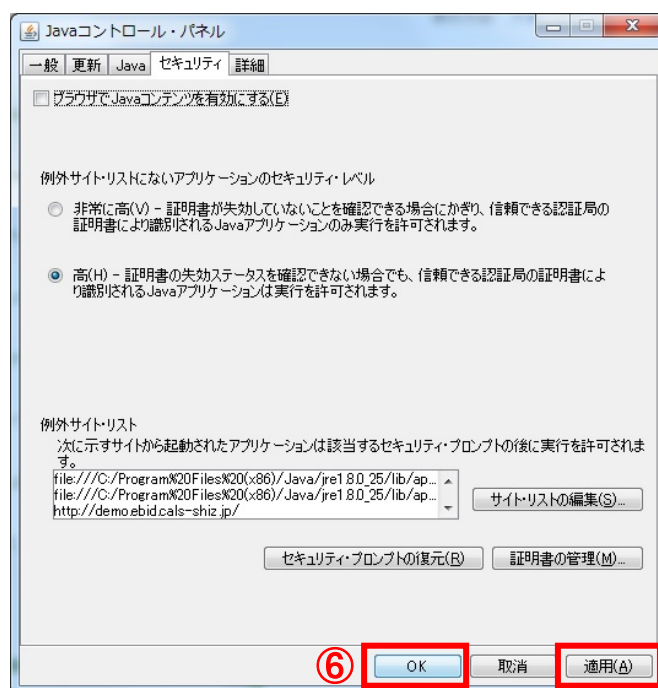 Javaコントロール・パネル
一般 更新 Java セキュリティ 詳細
ブラウザでJavaコンテンツを有効にする(E)
例外サイト・リストにないアプリケーションのセキュリティ・レベル
非常に高(V) - 証明書が失効していないことを確認できる場合にかぎり、信頼できる認証局の
証明書により識別されるJavaアプリケーションのみ実行を許可されます。
高(H) - 証明書の失効ステータスを確認できない場合でも、信頼できる認証局の証明書によ
り識別されるJavaアプリケーションは実行を許可されます。
例外サイト・リスト
次に示すサイトから起動されたアプリケーションは該当するセキュリティ・プロンプトの後に実行を許可されま
す。
file:///C:/Program%20Files%20(x86)/Java/jre1.8.0_25/lib/ap...
file:///C:/Program%20Files%20(x86)/Java/jre1.8.0_25/lib/ap...
http://demo.ebid.cals-shiz.jp/
サイト・リストの編集(S)...
セキュリティ・プロンプトの復元(R) 証明書の管理(M)...
⑥ OK 取消 適用(A)